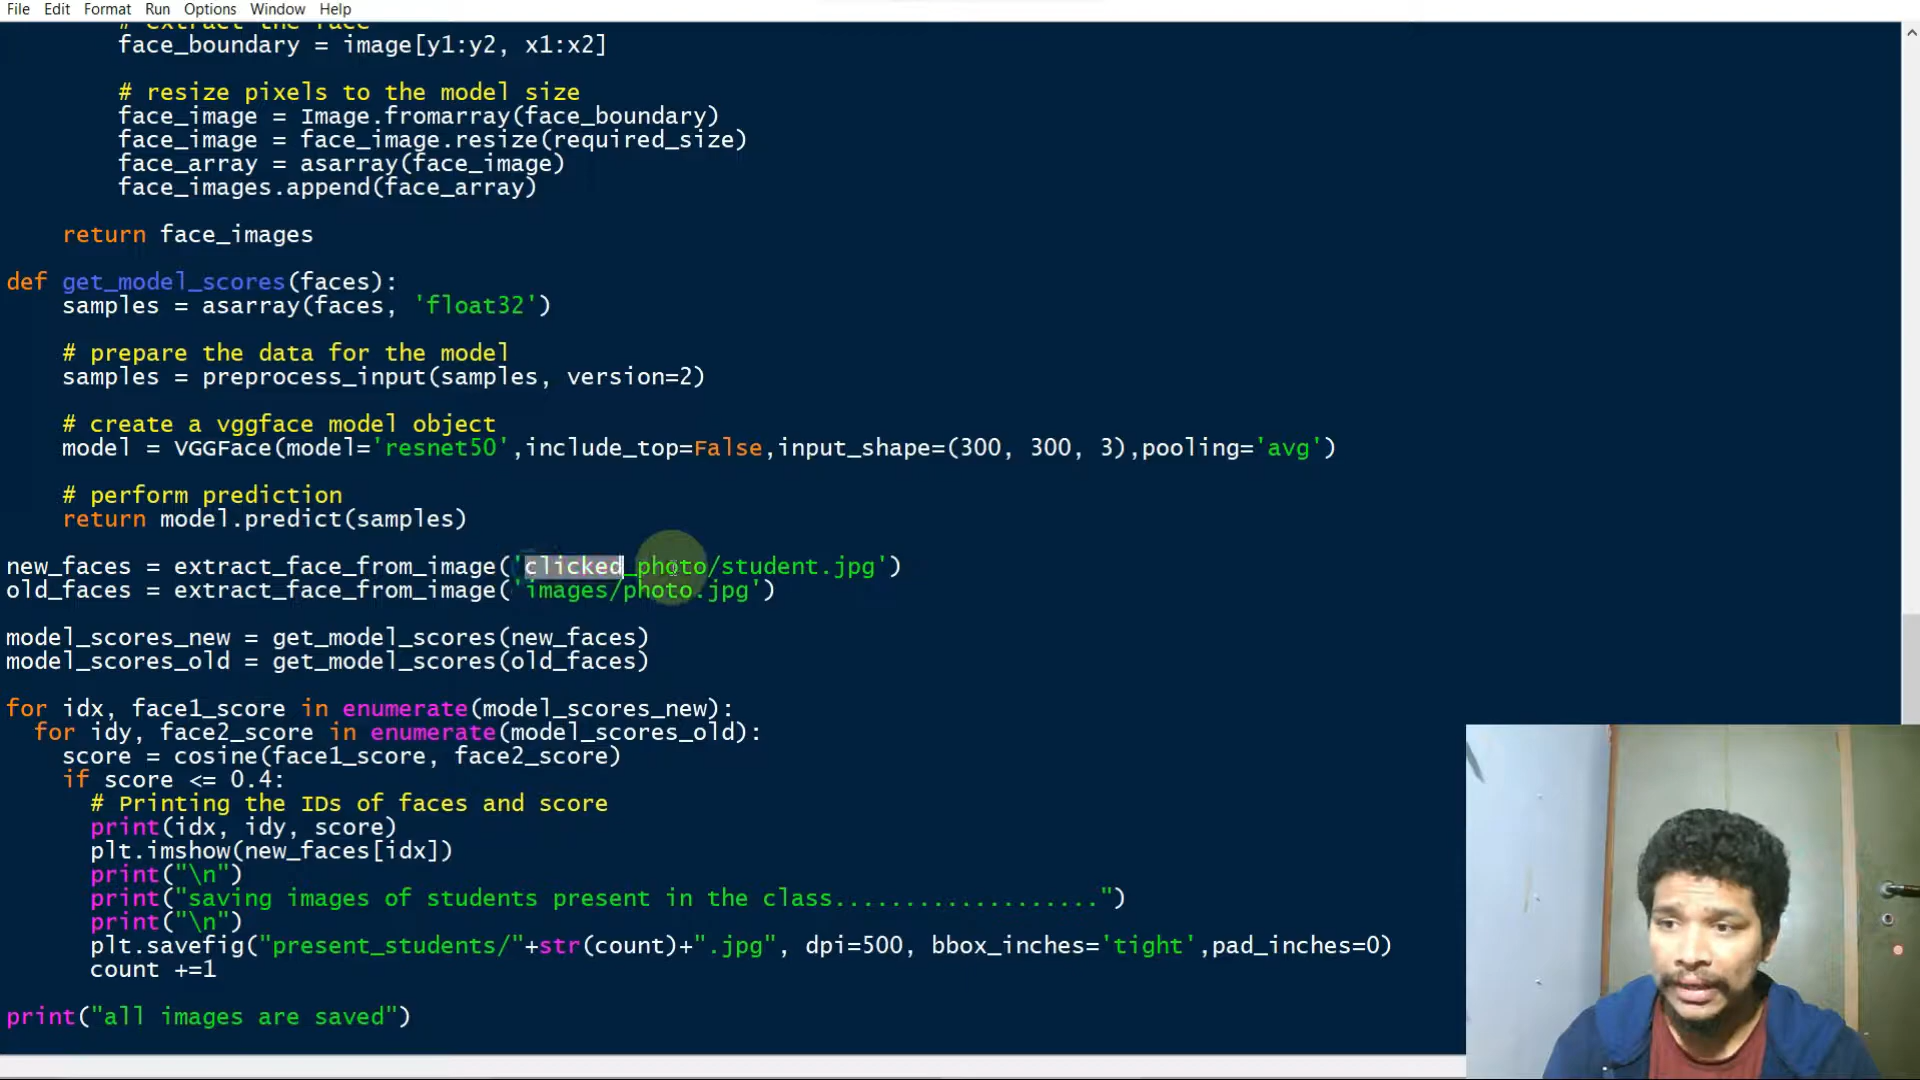 File Edit Format Run Options Window Help
# extract the face
face_boundary = image[y1:y2, x1:x2]
# resize pixels to the model size
face_image = Image.fromarray(face_boundary)
face_image = face_image.resize(required_size)
face_array = asarray(face_image)
face_images.append(face_array)
return face_images
def get_model_scores(faces):
samples = asarray(faces, 'float32')
# prepare the data for the model
samples = preprocess_input(samples, version=2)
# create a vggface model object
model = VGGFace(model='resnet50',include_top=False,input_shape=(300, 300, 3),pooling='avg')
# perform prediction
return model.predict(samples)
new_faces = extract_face_from_image('clicked_photo/student.jpg')
old_faces = extract_face_from_image('images/photo.jpg')
model_scores_new = get_model_scores(new_faces)
model_scores_old = get_model_scores(old_faces)
for idx, face1_score in enumerate(model_scores_new):
for idy, face2_score in enumerate(model_scores_old):
score = cosine(face1_score, face2_score)
if score <= 0.4:
# Printing the IDs of faces and score
print(idx, idy, score)
plt.imshow(new_faces[idx])
print("\n")
print("saving images of students present in the class...................")
print("\n")
plt.savefig("present_students/"+str(count)+".jpg", dpi=500, bbox_inches='tight',pad_inches=0)
count +=1
print("all images are saved")